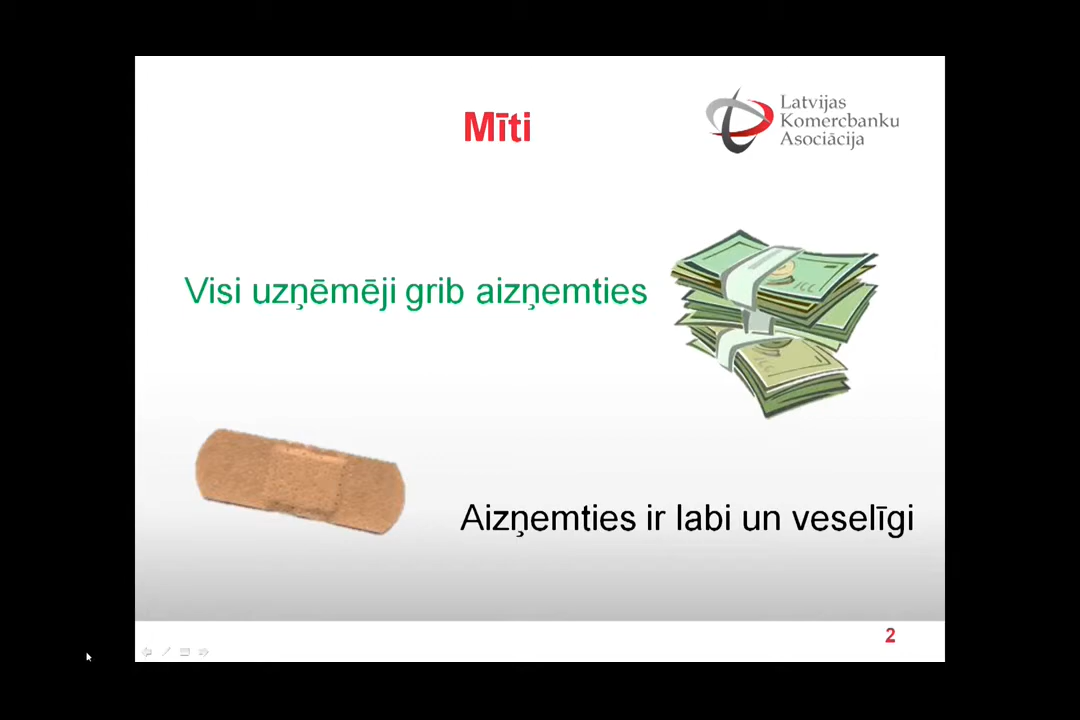 Mīti
Latvijas
Komercbanku
Asociācija
Visi uzņēmēji grib aizņemties
Aizņemties ir labi un veselīgi
2